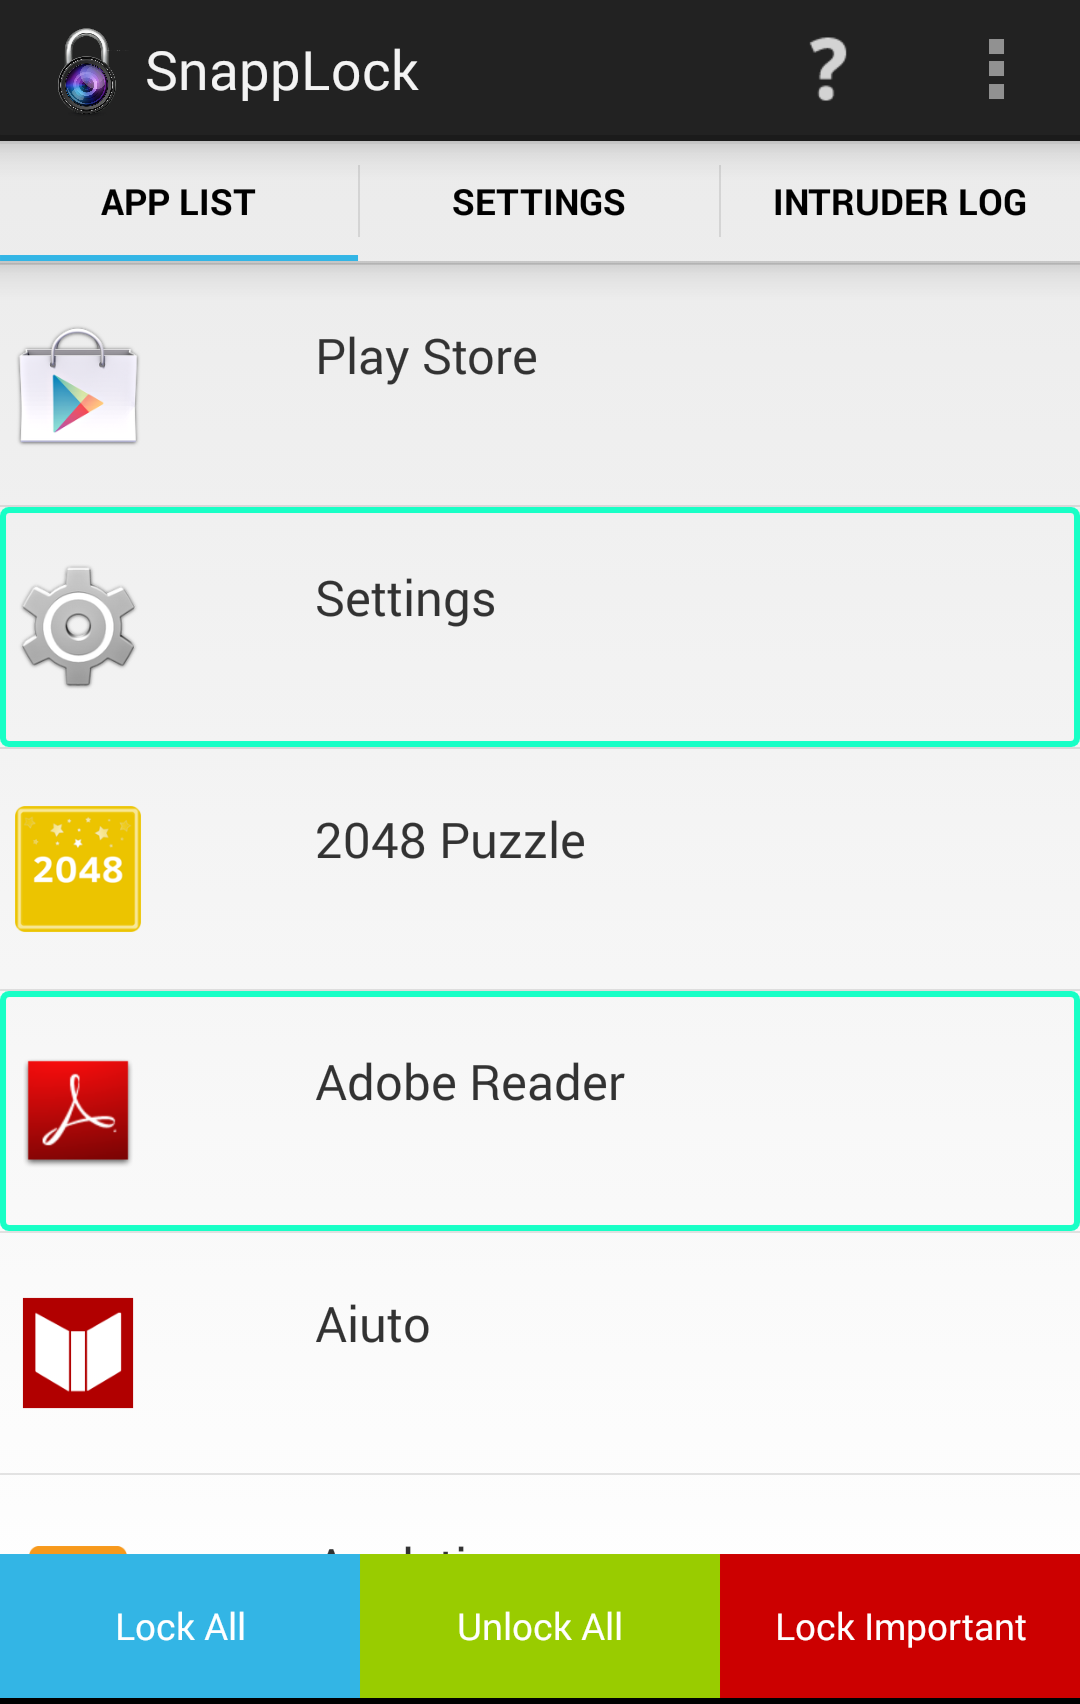 SnappLock
?
APP LIST
SETTINGS
INTRUDER LOG
Play Store
Settings
2048
2048 Puzzle
Adobe Reader
Aiuto
Lock All
Unlock All
Lock Important